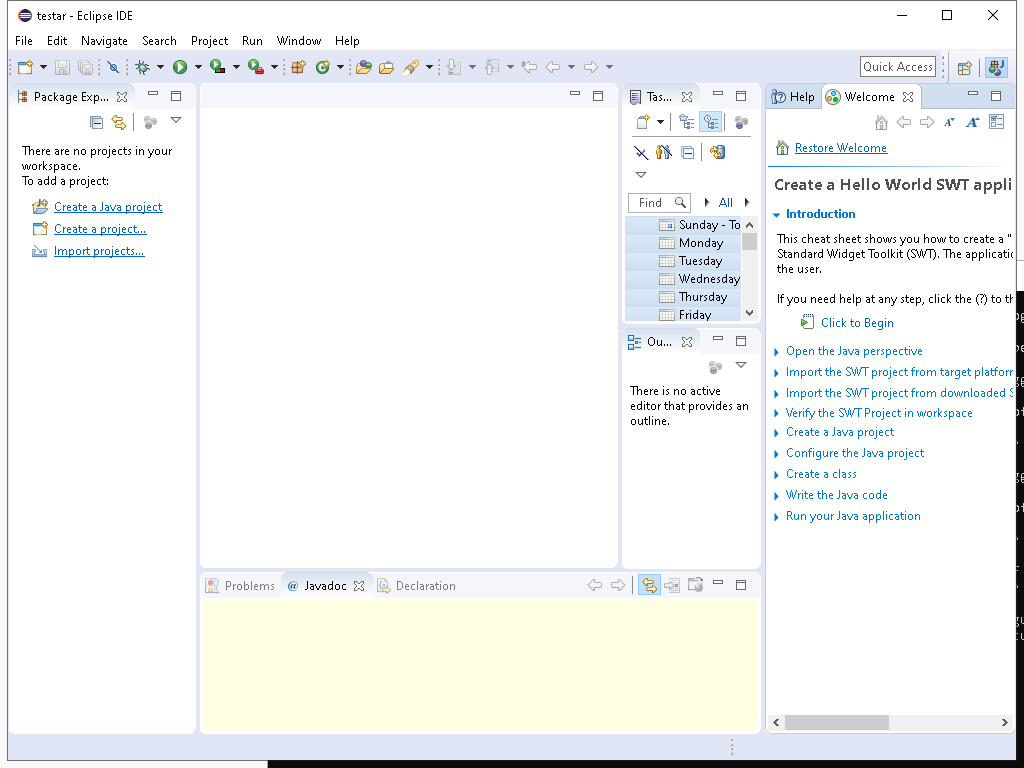 testar - Eclipse IDE
File Edit Navigate Search Project Run Window Help
Quick Access
Package Exp...
There are no projects in your
workspace.
To add a project:
Create a Java project
Create a project...
Import projects...
Tas...
Find
All
Sunday - To
Monday
Tuesday
Wednesday
Thursday
Friday
Ou...
There is no active
editor that provides an
outline.
Help Welcome
Restore Welcome
Create a Hello World SWT appli
Introduction
This cheat sheet shows you how to create a "
Standard Widget Toolkit (SWT). The applicatio
the user.
If you need help at any step, click the (?) to th
Click to Begin
Open the Java perspective
Import the SWT project from target platform
Import the SWT project from downloaded S
Verify the SWT Project in workspace
Create a Java project
Configure the Java project
Create a class
Write the Java code
Run your Java application
Problems @ Javadoc Declaration